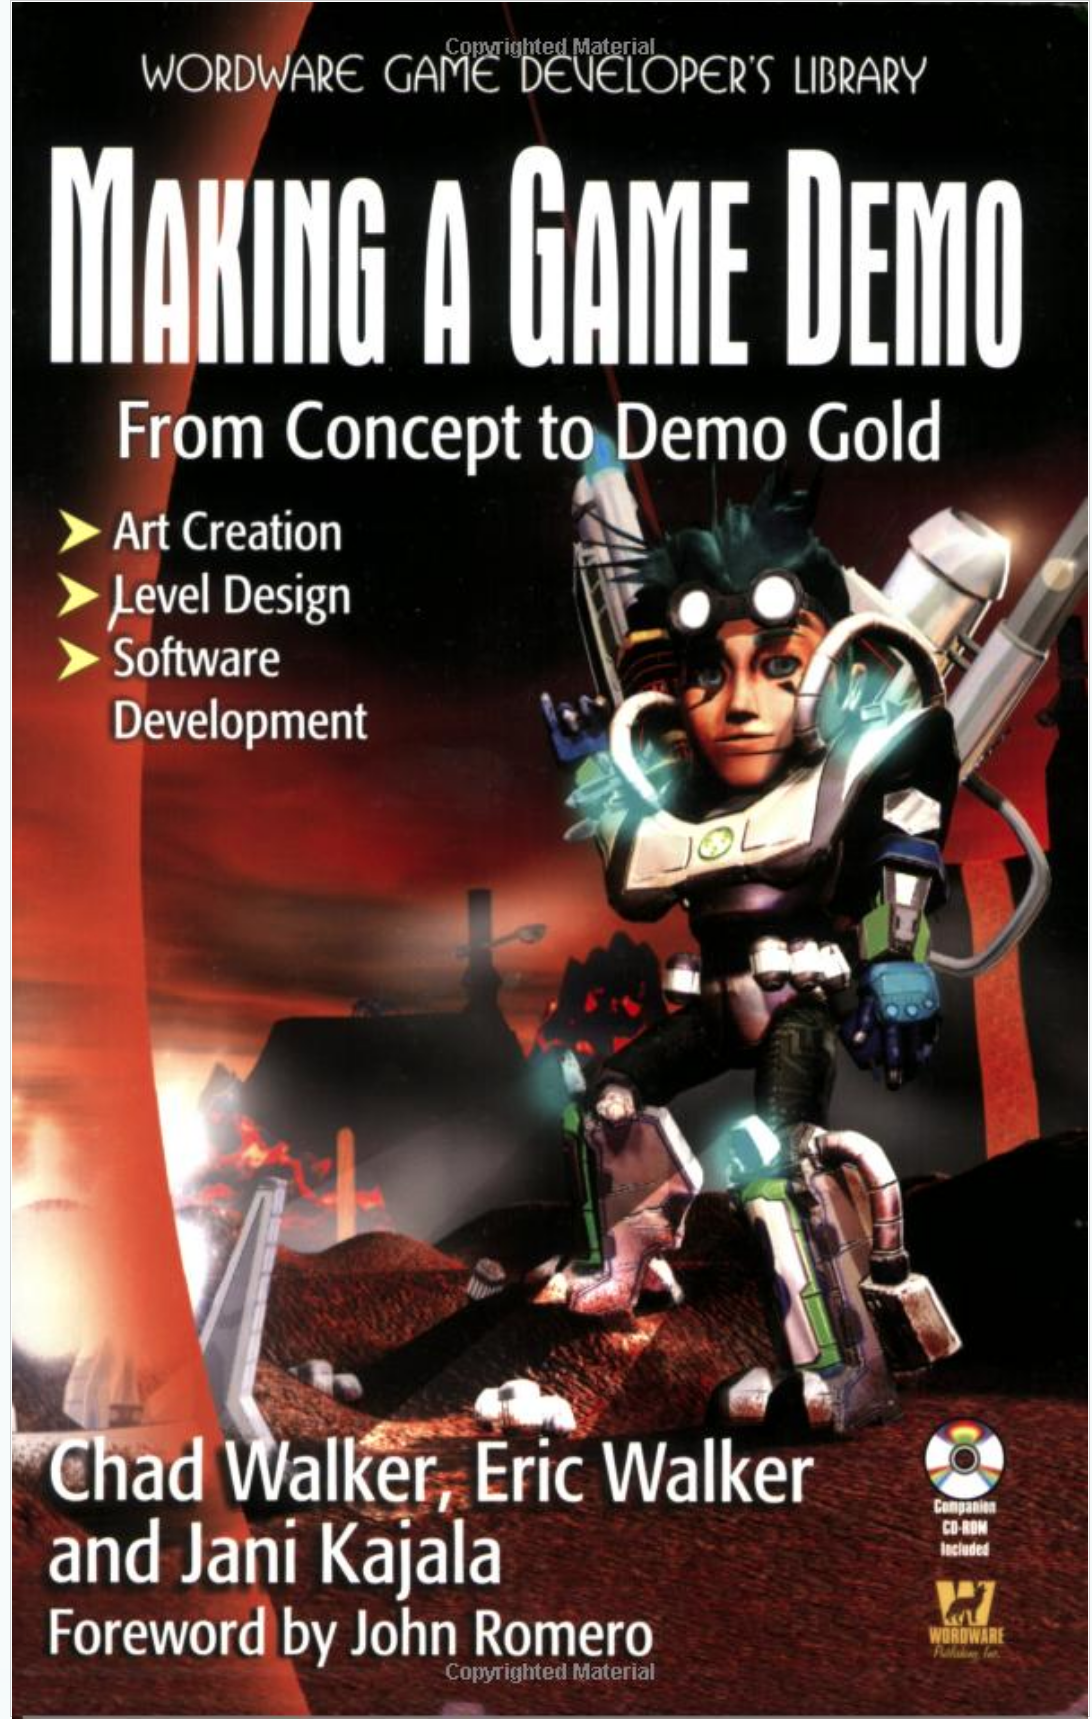 Copyrighted Material
WORDWARE GAME DEVELOPER'S LIBRARY
MAKING A GAME DEMO
From Concept to Demo Gold
Art Creation
Level Design
Software
Development
Chad Walker, Eric Walker
and Jani Kajala
Foreword by John Romero
Companion
CD-ROM
Included
W
WORDWARE
Publishing, Inc.
Copyrighted Material